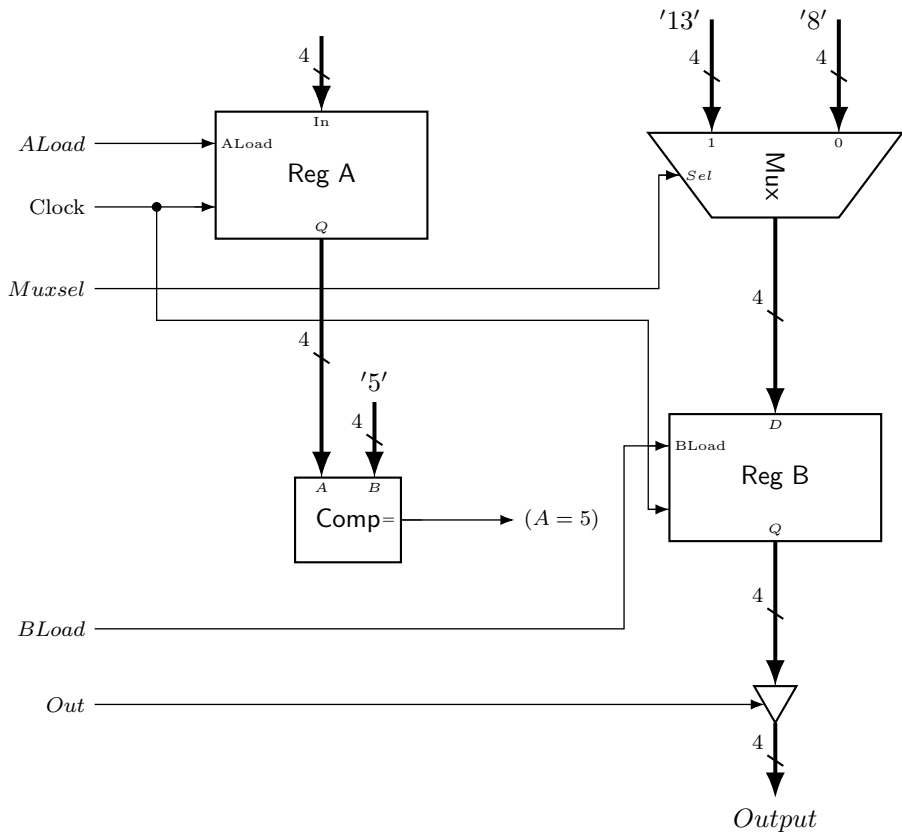 '13' '8'
4 4 4
In
ALoad ALoad 1 0
Reg A Mux
Sel
Clock
Q
Muxsel
4
4
'5'
4
D
BLoad
Reg B
A B
Comp = (A = 5)
Q
4
BLoad
Out
4
Output